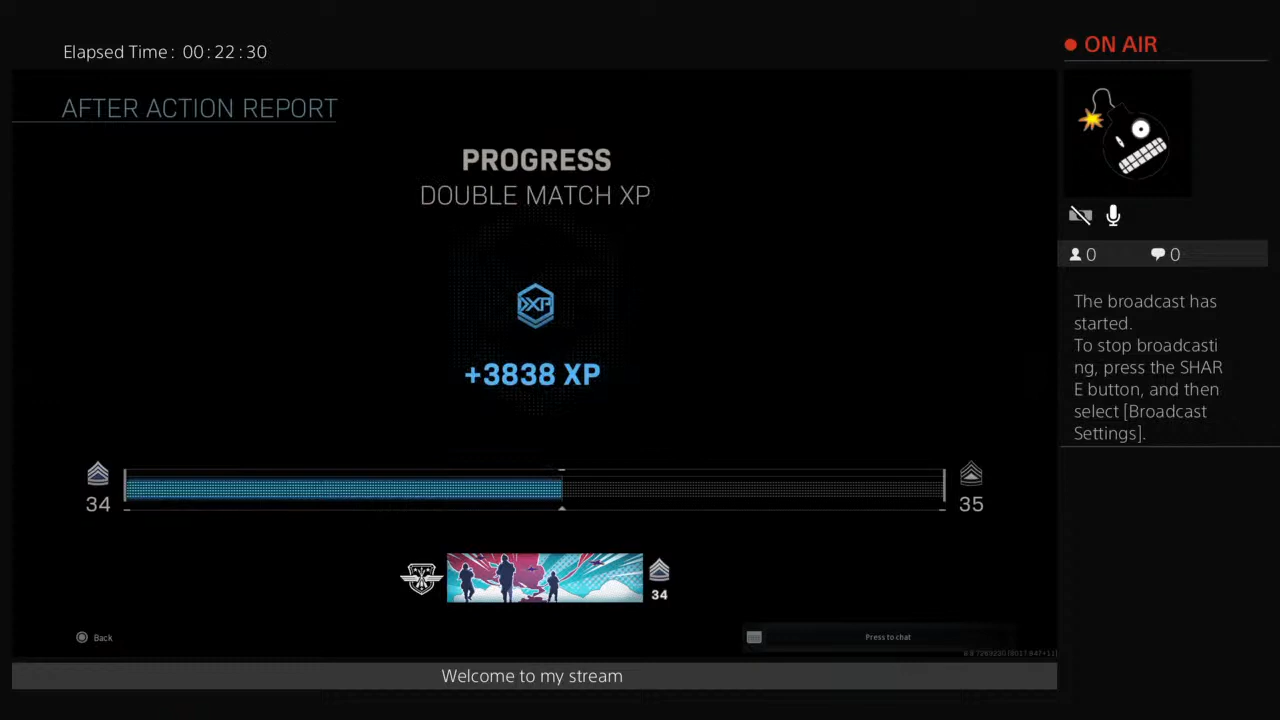 Elapsed Time: 00:22:30
ON AIR
AFTER ACTION REPORT
PROGRESS
DOUBLE MATCH XP
XP
+3838 XP
0
0
The broadcast has
started.
To stop broadcasti
ng, press the SHAR
E button, and then
select [Broadcast
Settings].
34
35
34
Back
Press to chat
Welcome to my stream